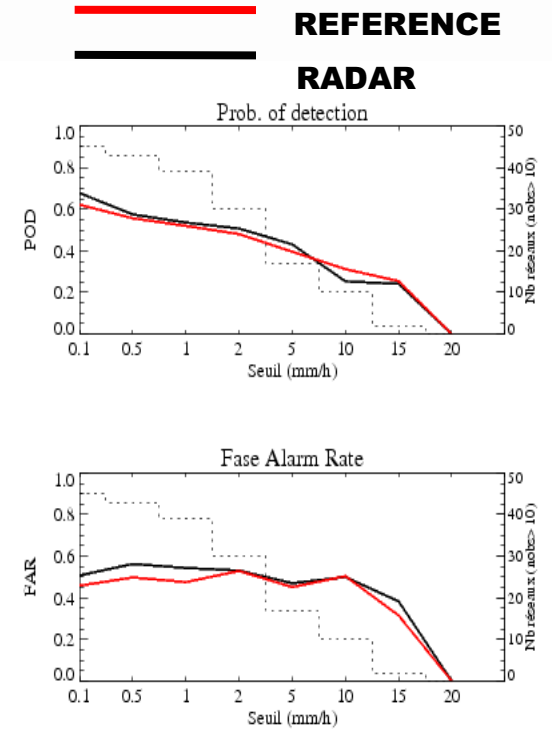 REFERENCE
RADAR
Prob. of detection
1.0
0.8
0.6
0.4
0.2
0.0
POD
50
40
30
20
10
0
Nb réseaux (nobs> 10)
0.1 0.5 1 2 5 10 15 20
Seuil (mm/h)
Fase Alarm Rate
1.0
0.8
0.6
0.4
0.2
0.0
FAR
50
40
30
20
10
0
Nb réseaux (nobs> 10)
0.1 0.5 1 2 5 10 15 20
Seuil (mm/h)